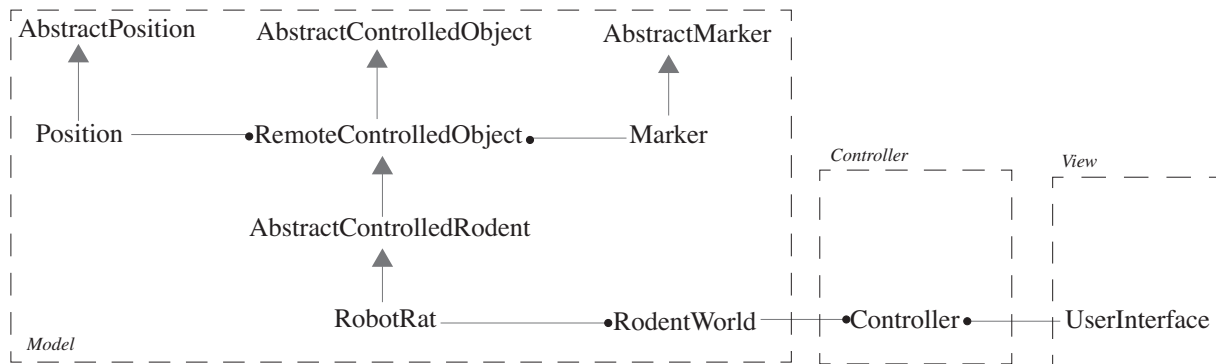 AbstractPosition AbstractControlledObject AbstractMarker
Position RemoteControlledObject Marker
Controller View
AbstractControlledRodent
RobotRat RodentWorld Controller UserInterface
Model